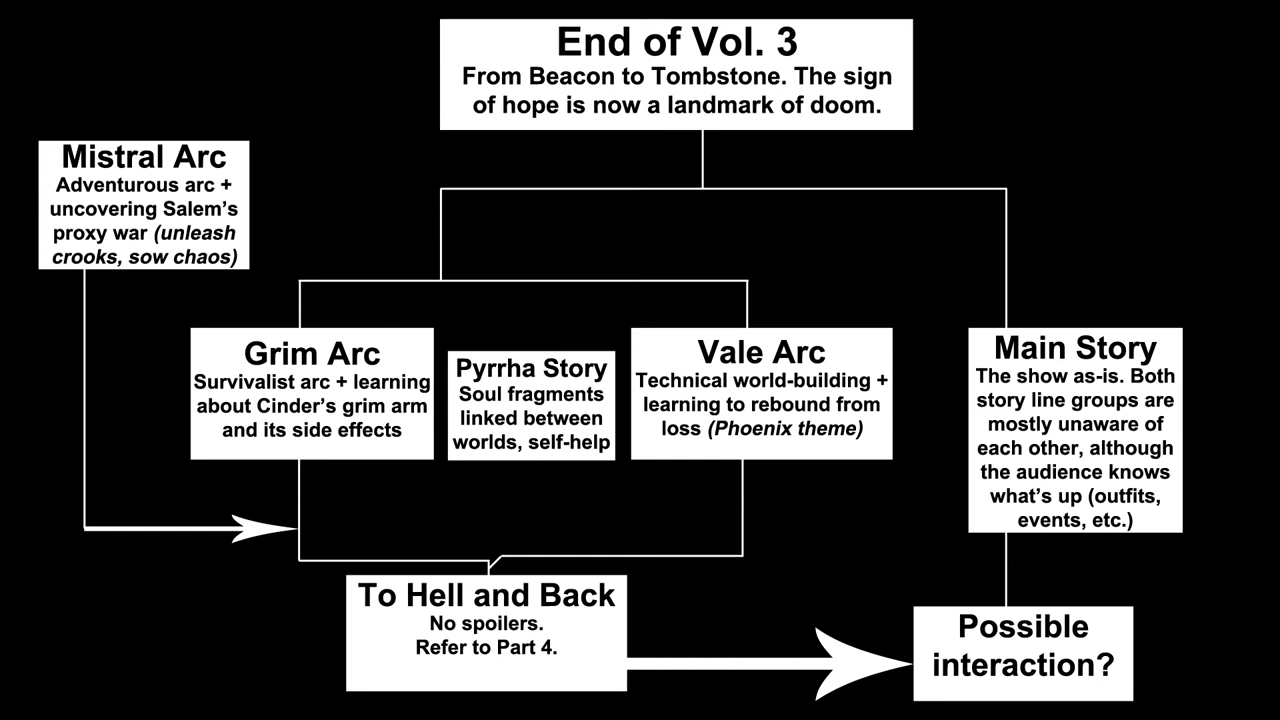 End of Vol. 3
From Beacon to Tombstone. The sign
of hope is now a landmark of doom.
Mistral Arc
Adventurous arc +
uncovering Salem's
proxy war (unleash
crooks, sow chaos)
Grim Arc
Survivalist arc + learning
about Cinder's grim arm
and its side effects
Pyrrha Story
Soul fragments
linked between
worlds, self-help
Vale Arc
Technical world-building +
learning to rebound from
loss (Phoenix theme)
Main Story
The show as-is. Both
story line groups are
mostly unaware of
each other, although
the audience knows
what's up (outfits,
events, etc.)
To Hell and Back
No spoilers.
Refer to Part 4.
Possible
interaction?